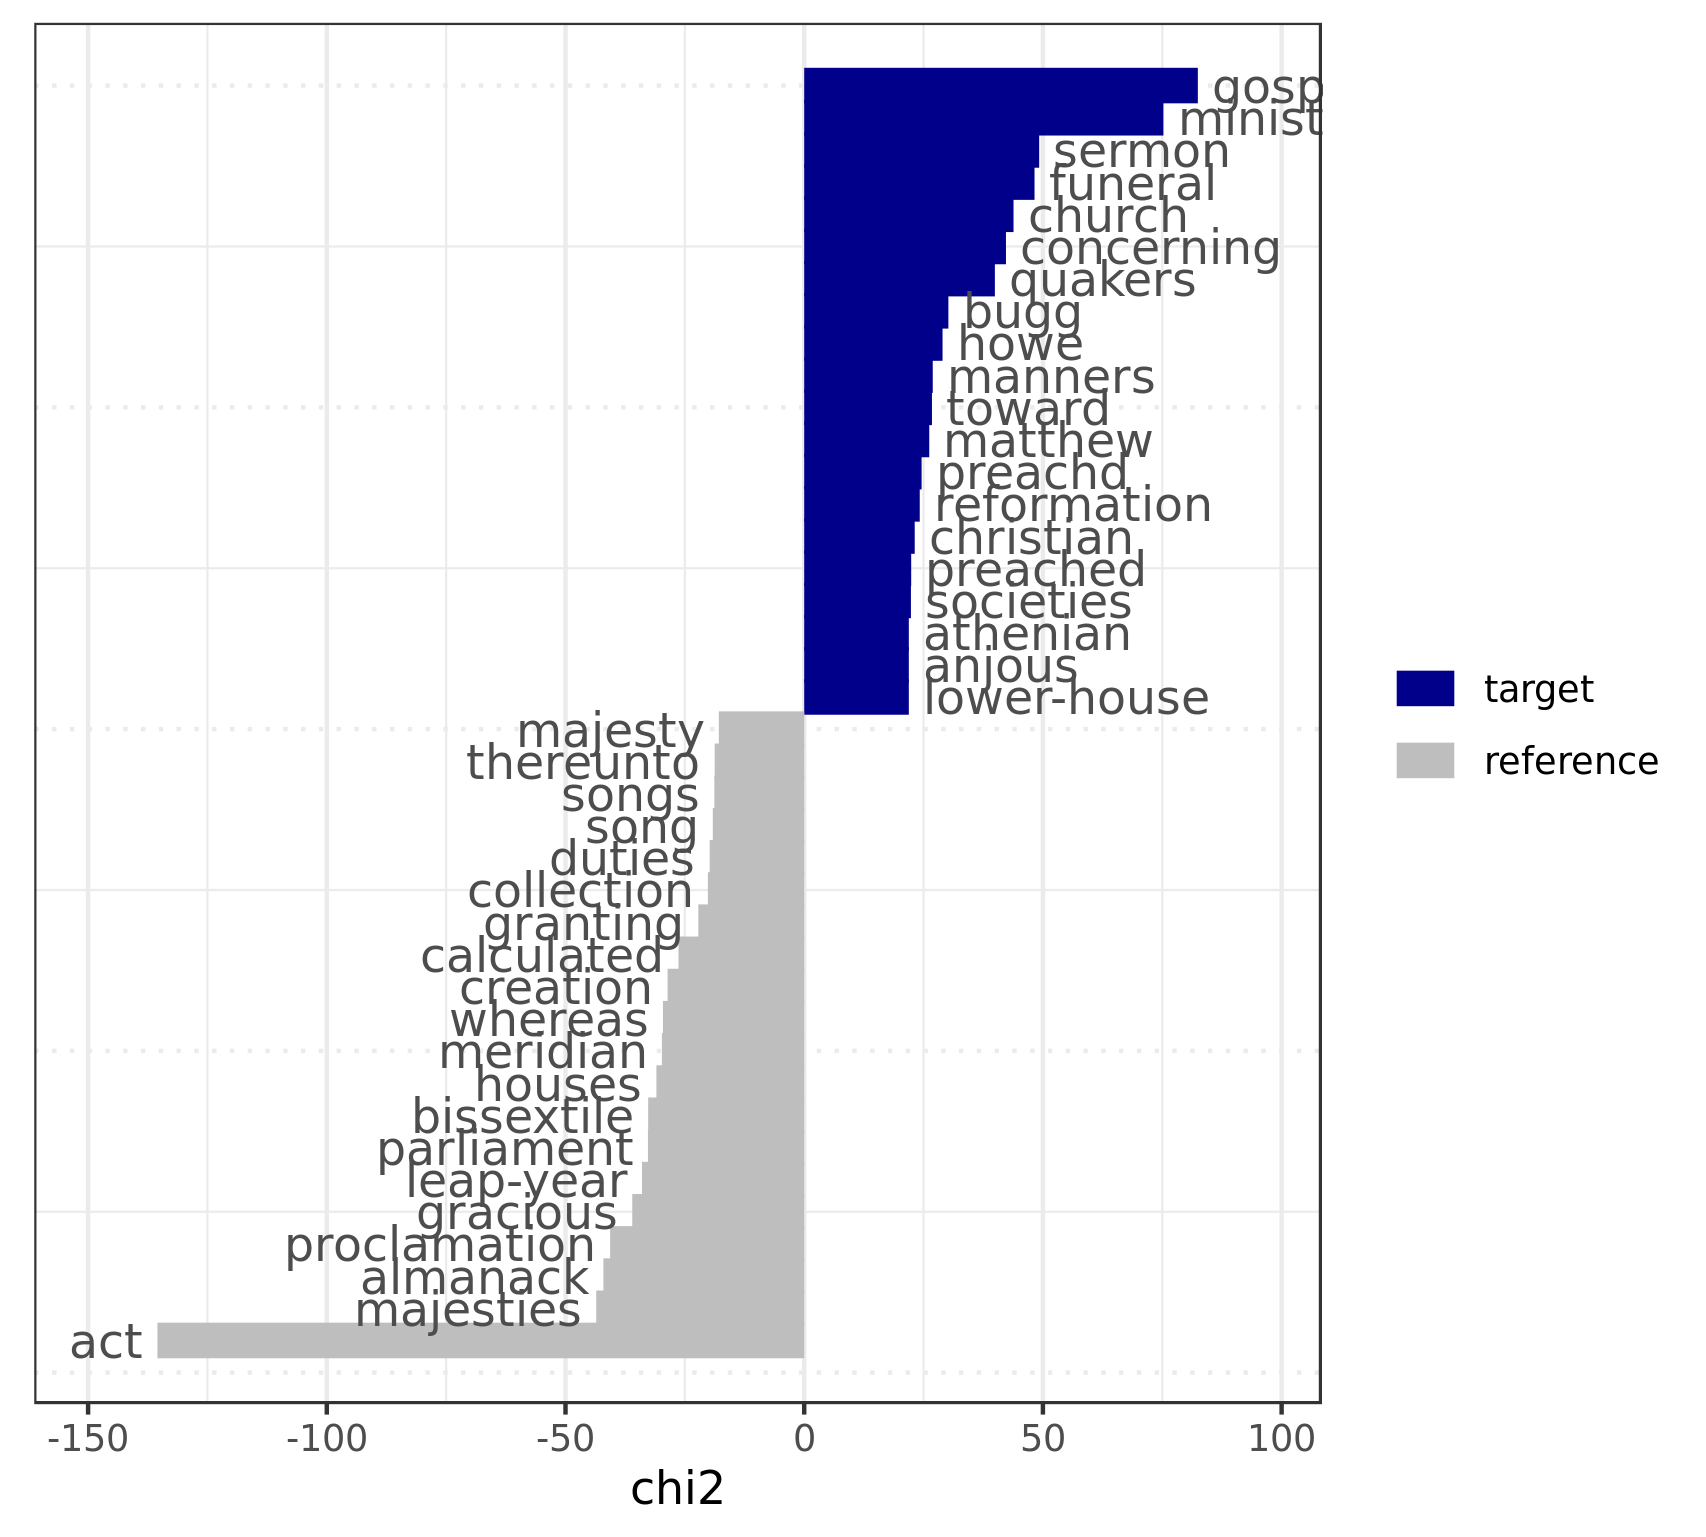 gosp
minist
sermon
funeral
church
concerning
quakers
bugg
howe
manners
toward
matthew
preachd
reformation
christian
preached
societies
athenian
anjous
lower-house
majesty
thereunto
songs
song
duties
collection
granting
calculated
creation
whereas
meridian
houses
bissextile
parliament
leap-year
gracious
proclamation
almanack
majesties
act
target
reference
-150 -100 -50 0 50 100
chi2